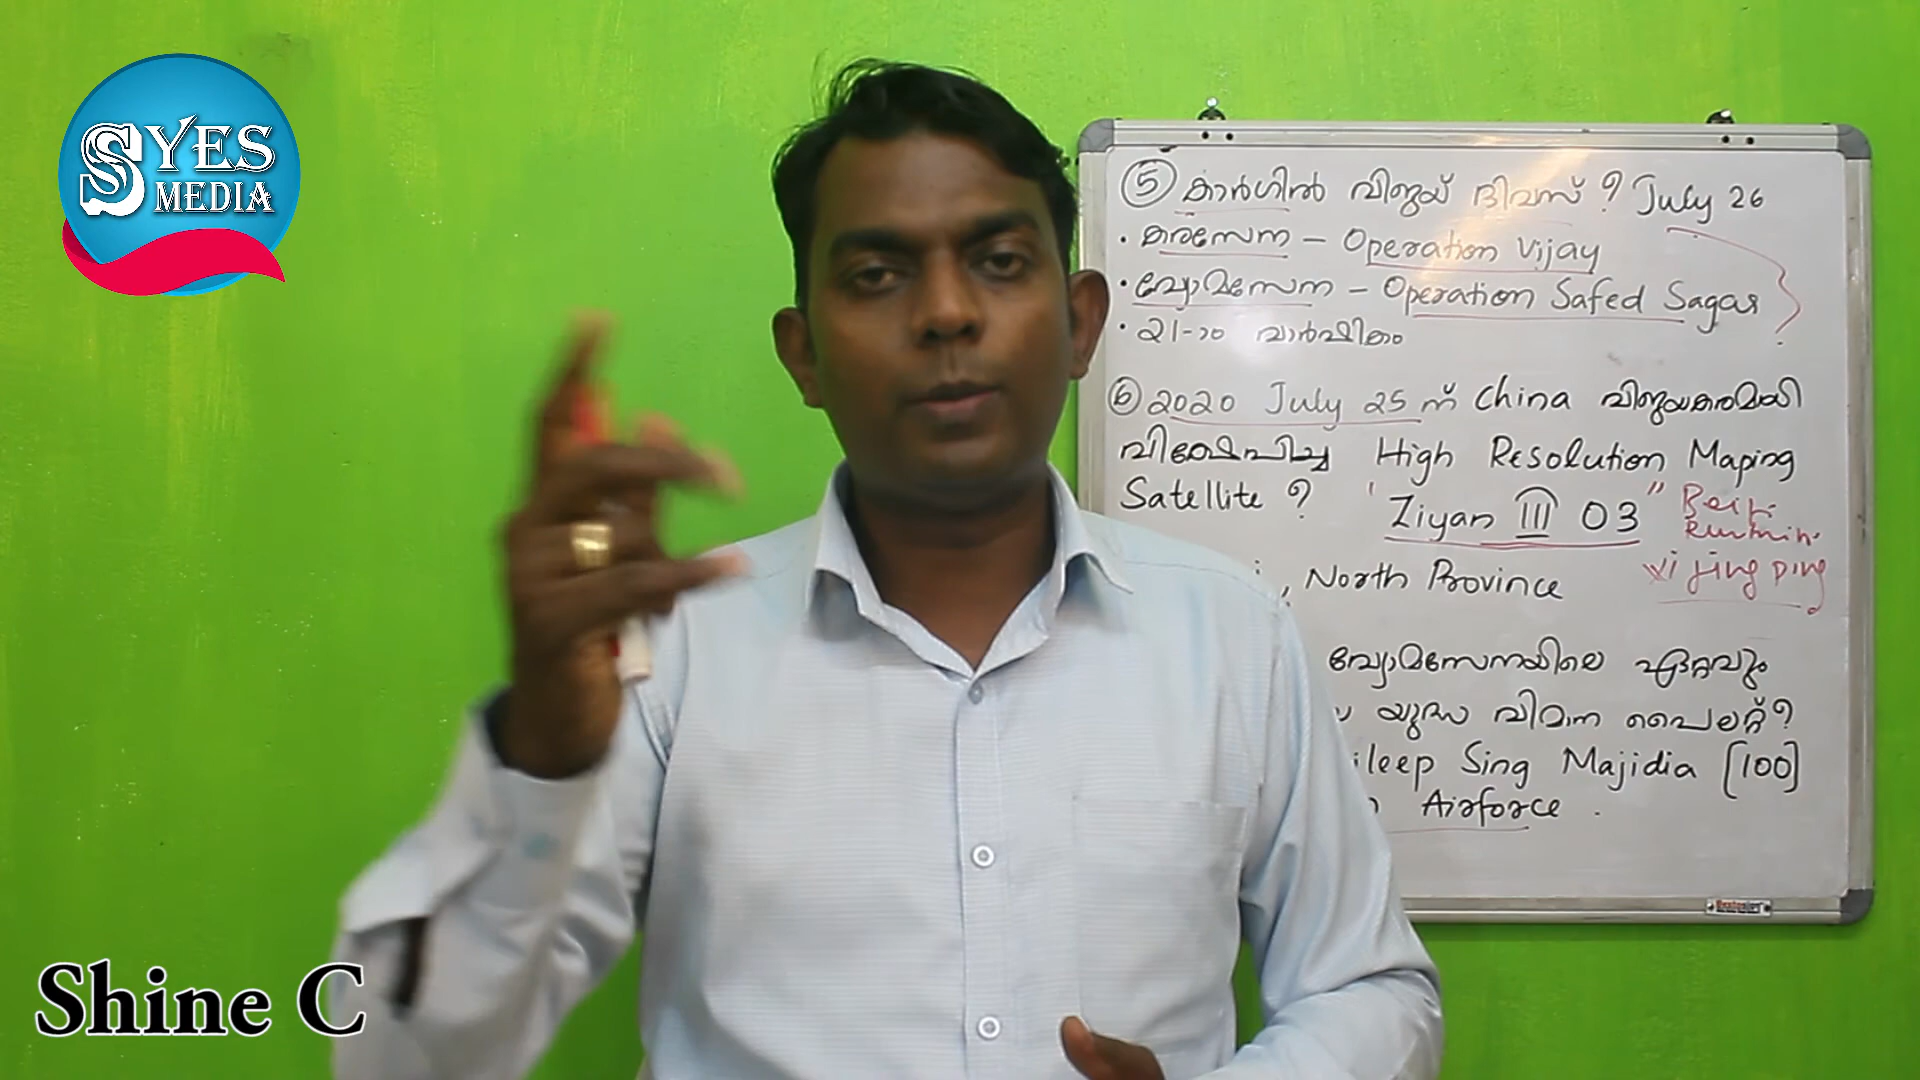 SYES
MEDIA
⑤ കാർഗിൽ വിജയ് ദിവസ് ? July 26
· കരസേന – Operation Vijay
· വ്യോമസേന – Operation Safed Sagar
· 21-ാം വാർഷികം
⑥ 2020 July 25 ന് China വിജയകരമായി
വിക്ഷേപിച്ച High Resolution Maping
Satellite ? "Ziyan III 03"
, North Province Xi jing ping
വ്യോമസേനയിലെ ഏറ്റവും
യുദ്ധ വിമാന പൈലറ്റ് ?
ileep Sing Majidia [100]
Airforce .
Shine C